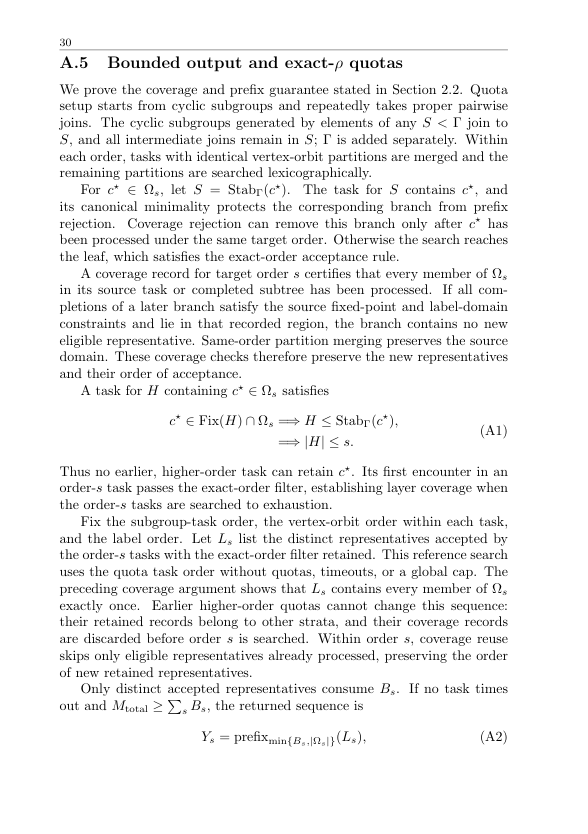 30
A.5 Bounded output and exact-ρ quotas
We prove the coverage and prefix guarantee stated in Section 2.2. Quota
setup starts from cyclic subgroups and repeatedly takes proper pairwise
joins. The cyclic subgroups generated by elements of any S < Γ join to
S, and all intermediate joins remain in S; Γ is added separately. Within
each order, tasks with identical vertex-orbit partitions are merged and the
remaining partitions are searched lexicographically.
For c⋆ ∈ Ωₛ, let S = Stab_Γ(c⋆). The task for S contains c⋆, and
its canonical minimality protects the corresponding branch from prefix
rejection. Coverage rejection can remove this branch only after c⋆ has
been processed under the same target order. Otherwise the search reaches
the leaf, which satisfies the exact-order acceptance rule.
A coverage record for target order s certifies that every member of Ωₛ
in its source task or completed subtree has been processed. If all com-
pletions of a later branch satisfy the source fixed-point and label-domain
constraints and lie in that recorded region, the branch contains no new
eligible representative. Same-order partition merging preserves the source
domain. These coverage checks therefore preserve the new representatives
and their order of acceptance.
A task for H containing c⋆ ∈ Ωₛ satisfies
c⋆ ∈ Fix(H) ∩ Ωₛ ⟹ H ≤ Stab_Γ(c⋆),
⟹ |H| ≤ s.
(A1)
Thus no earlier, higher-order task can retain c⋆. Its first encounter in an
order-s task passes the exact-order filter, establishing layer coverage when
the order-s tasks are searched to exhaustion.
Fix the subgroup-task order, the vertex-orbit order within each task,
and the label order. Let Lₛ list the distinct representatives accepted by
the order-s tasks with the exact-order filter retained. This reference search
uses the quota task order without quotas, timeouts, or a global cap. The
preceding coverage argument shows that Lₛ contains every member of Ωₛ
exactly once. Earlier higher-order quotas cannot change this sequence:
their retained records belong to other strata, and their coverage records
are discarded before order s is searched. Within order s, coverage reuse
skips only eligible representatives already processed, preserving the order
of new retained representatives.
Only distinct accepted representatives consume Bₛ. If no task times
out and M_total ≥ ∑ₛ Bₛ, the returned sequence is
Yₛ = prefix_min{Bₛ,|Ωₛ|}(Lₛ), (A2)